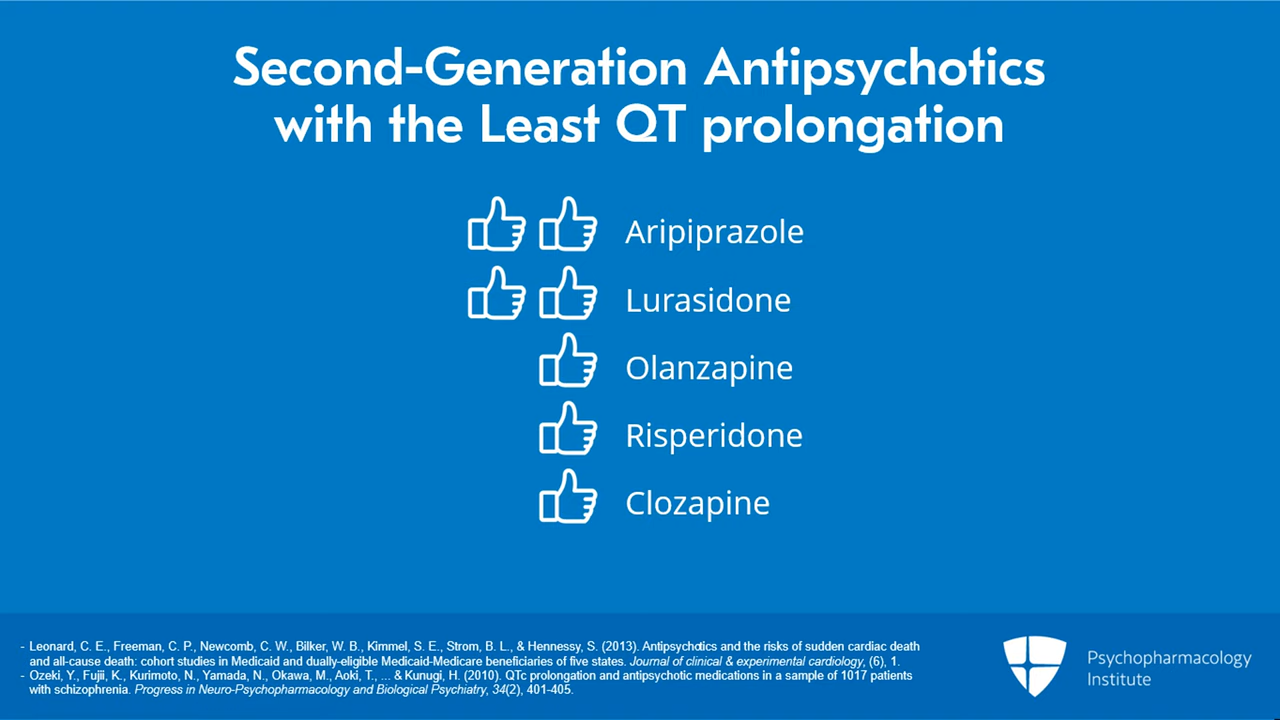 Second-Generation Antipsychotics
with the Least QT prolongation
Aripiprazole
Lurasidone
Olanzapine
Risperidone
Clozapine
- Leonard, C. E., Freeman, C. P., Newcomb, C. W., Bilker, W. B., Kimmel, S. E., Strom, B. L., & Hennessy, S. (2013). Antipsychotics and the risks of sudden cardiac death
and all-cause death: cohort studies in Medicaid and dually-eligible Medicaid-Medicare beneficiaries of five states. Journal of clinical & experimental cardiology, (6), 1.
- Ozeki, Y., Fujii, K., Kurimoto, N., Yamada, N., Okawa, M., Aoki, T., ... & Kunugi, H. (2010). QTc prolongation and antipsychotic medications in a sample of 1017 patients
with schizophrenia. Progress in Neuro-Psychopharmacology and Biological Psychiatry, 34(2), 401-405.
Psychopharmacology
Institute